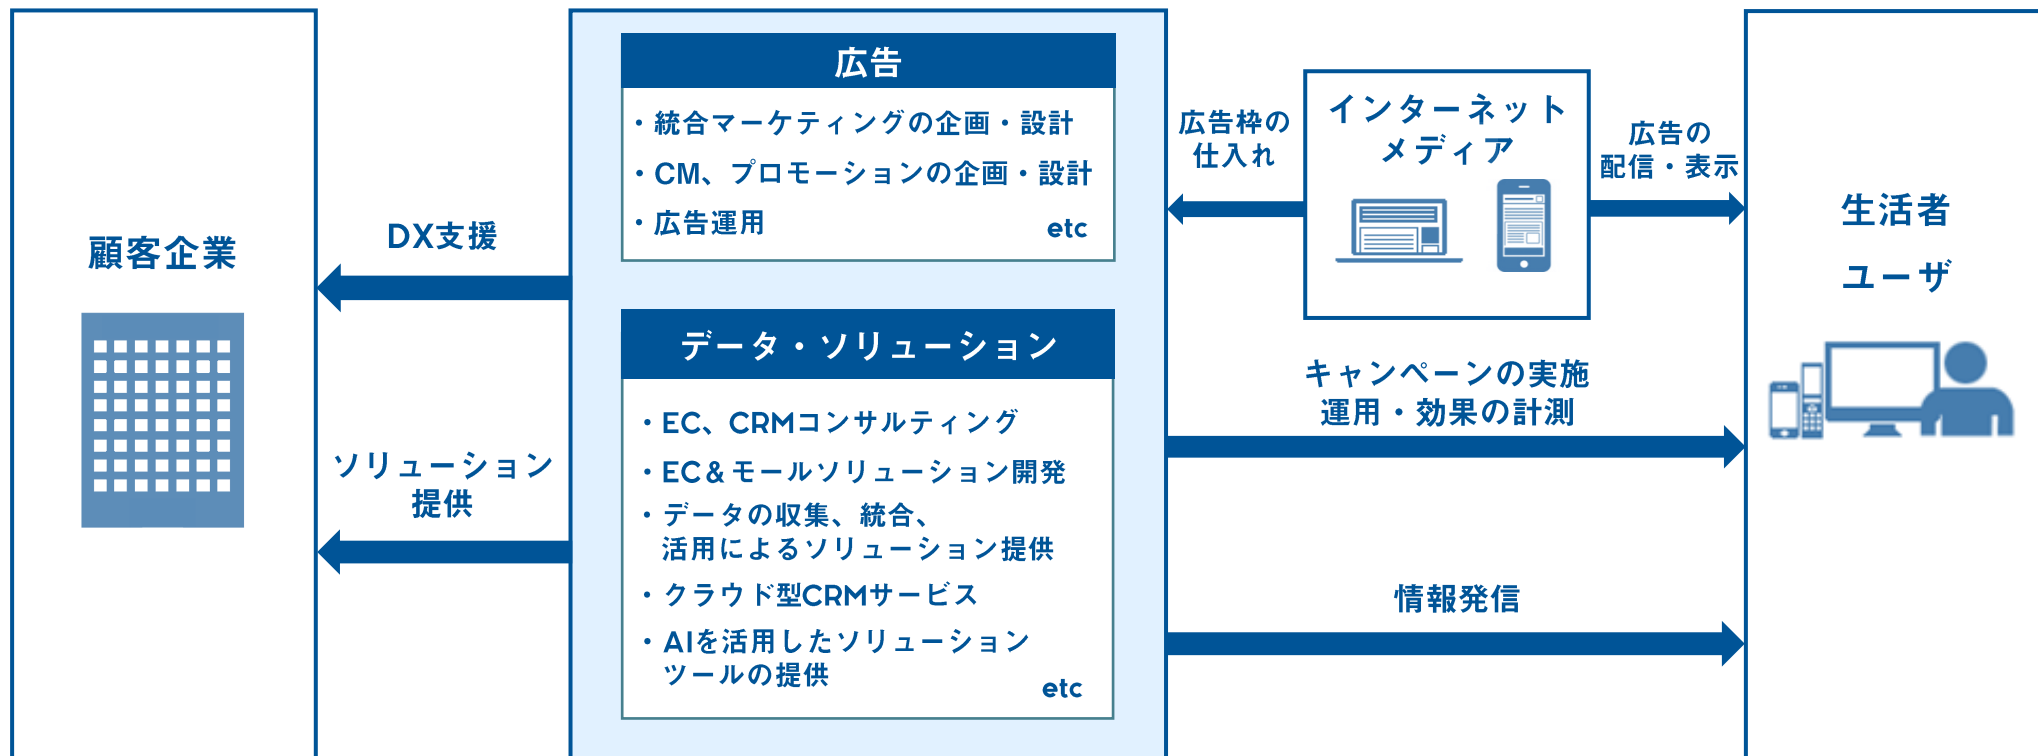 顧客企業
DX支援
ソリューション
提供
広告
・統合マーケティングの企画・設計
・CM、プロモーションの企画・設計
・広告運用
etc
データ・ソリューション
・EC、CRMコンサルティング
・EC&モールソリューション開発
・データの収集、統合、
活用によるソリューション提供
・クラウド型CRMサービス
・AIを活用したソリューション
ツールの提供
etc
広告枠の
仕入れ
インターネット
メディア
広告の
配信・表示
キャンペーンの実施
運用・効果の計測
情報発信
生活者
ユーザ